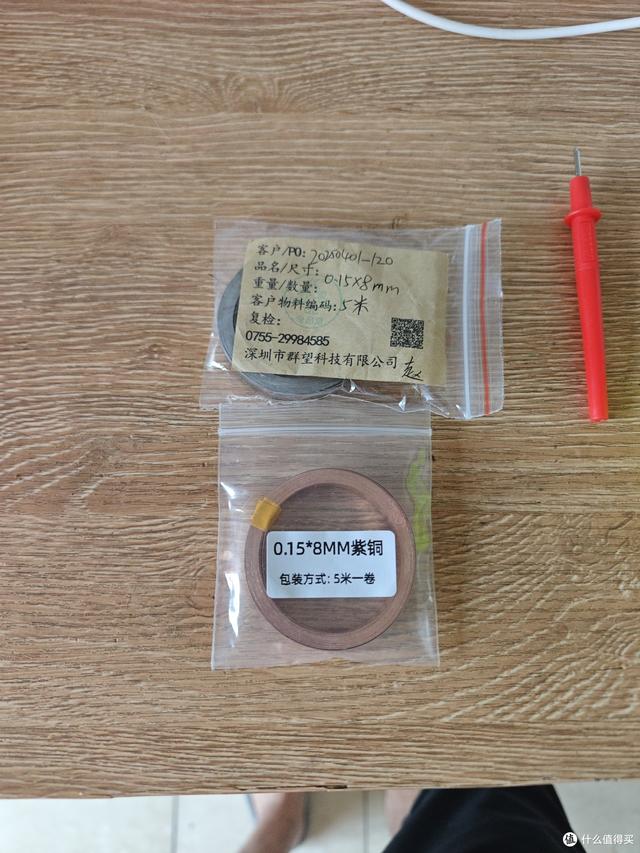 客户/PO: 20250401-120
品名/尺寸: 0.15X8mm
重量/数量:
客户物料编码: 5米
复检:
0755-29984585
深圳市群望科技有限公司
0.15*8MM紫铜
包装方式: 5米一卷
值 什么值得买